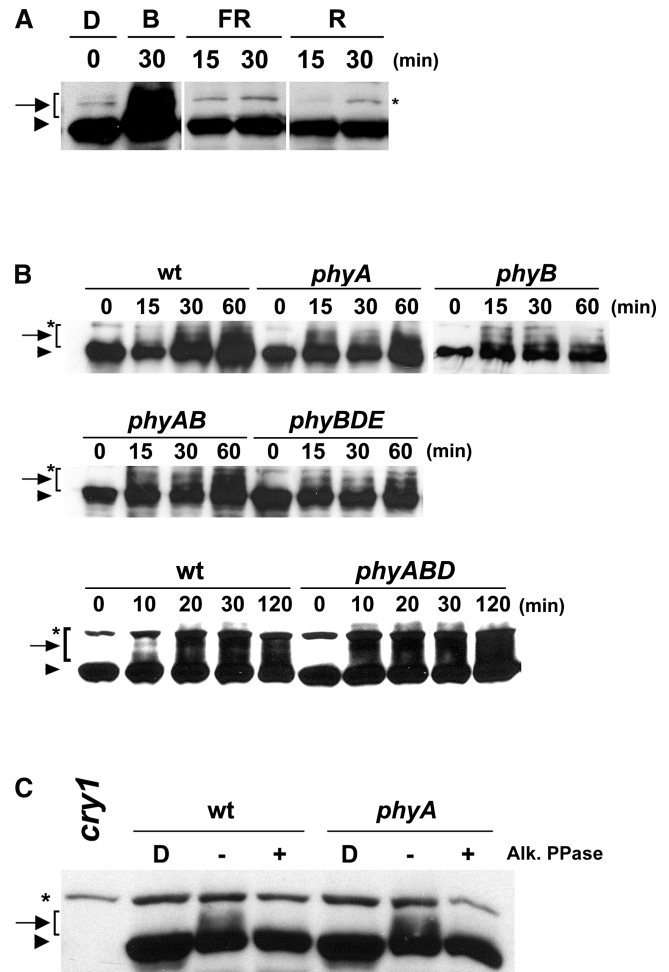 A
D B FR R
0 30 15 30 15 30 (min)
*
B
wt phyA phyB
0 15 30 60 0 15 30 60 0 15 30 60 (min)
*
phyAB phyBDE
0 15 30 60 0 15 30 60 (min)
*
wt phyABD
0 10 20 30 120 0 10 20 30 120 (min)
*
C
cry1
wt phyA
D - + D - + Alk. PPase
*